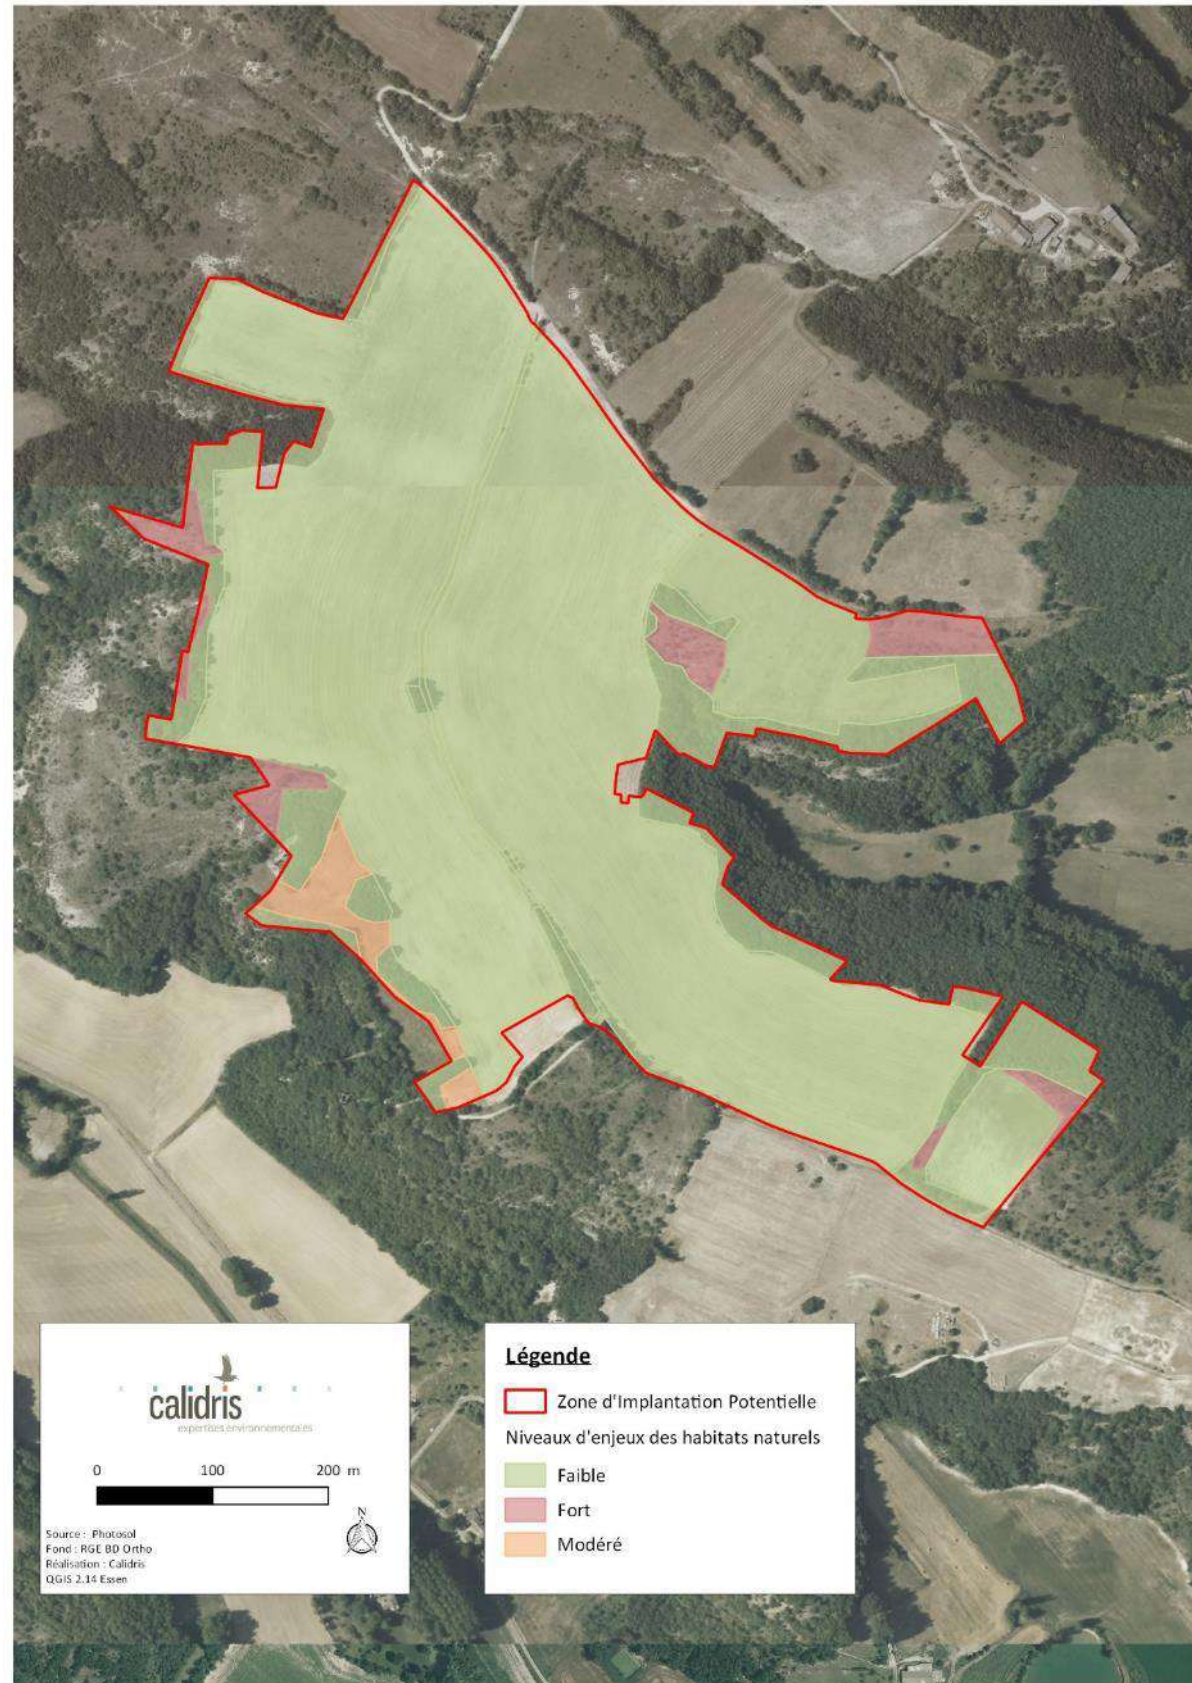 calidris
expertises environnementales
0 100 200 m
N
Source : Photosol
Fond : RGE BD Ortho
Réalisation : Calidris
QGIS 2.14 Essen
Légende
Zone d'Implantation Potentielle
Niveaux d'enjeux des habitats naturels
Faible
Fort
Modéré